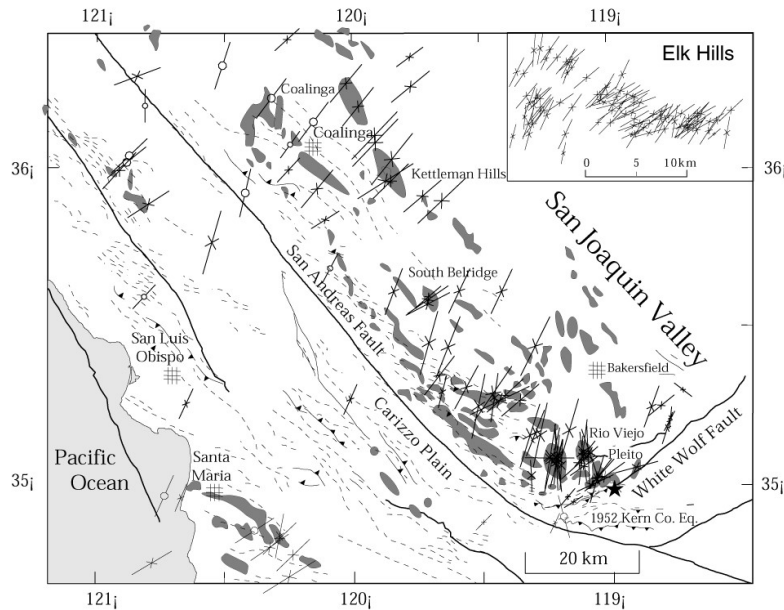 121¡
120¡
119¡
Elk Hills
0 5 10km
Coalinga
Coalinga
36¡
36¡
Kettleman Hills
San Joaquin Valley
San Andreas Fault
South Belridge
San Luis
Obispo
Bakersfield
Carizzo Plain
Rio Viejo
Pleito
White Wolf Fault
Santa
Maria
Pacific
Ocean
35¡
35¡
1952 Kern Co. Eq.
20 km
121¡
120¡
119¡